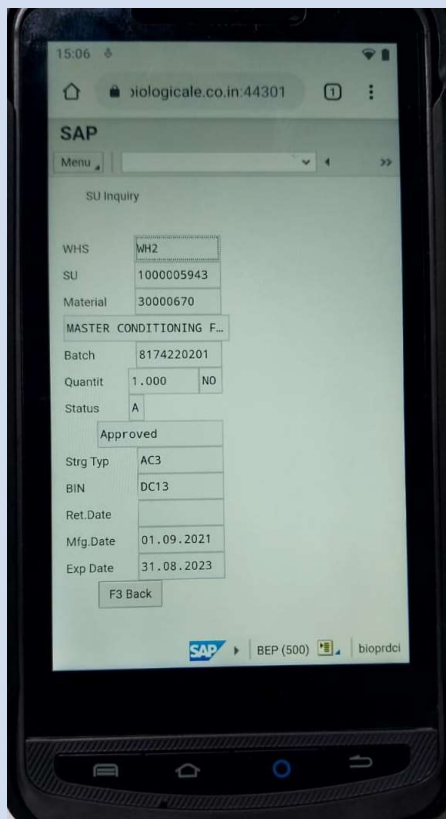 15:06
biologicale.co.in:44301 1
SAP
Menu
SU Inquiry
WHS WH2
SU 1000005943
Material 30000670
MASTER CONDITIONING F...
Batch 8174220201
Quantit 1.000 NO
Status A
Approved
Strg Typ AC3
BIN DC13
Ret.Date
Mfg.Date 01.09.2021
Exp Date 31.08.2023
F3 Back
SAP BEP (500) bioprdci